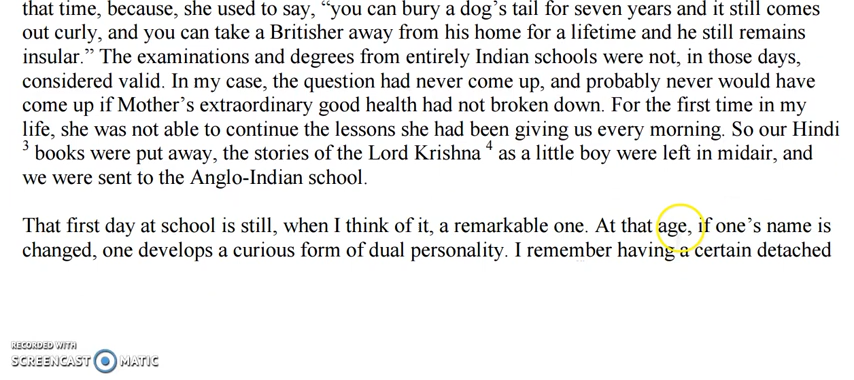 that time, because, she used to say, “you can bury a dog’s tail for seven years and it still comes
out curly, and you can take a Britisher away from his home for a lifetime and he still remains
insular.” The examinations and degrees from entirely Indian schools were not, in those days,
considered valid. In my case, the question had never come up, and probably never would have
come up if Mother’s extraordinary good health had not broken down. For the first time in my
life, she was not able to continue the lessons she had been giving us every morning. So our Hindi
3 books were put away, the stories of the Lord Krishna 4 as a little boy were left in midair, and
we were sent to the Anglo-Indian school.
That first day at school is still, when I think of it, a remarkable one. At that age, if one’s name is
changed, one develops a curious form of dual personality. I remember having a certain detached
RECORDED WITH
SCREENCAST MATIC